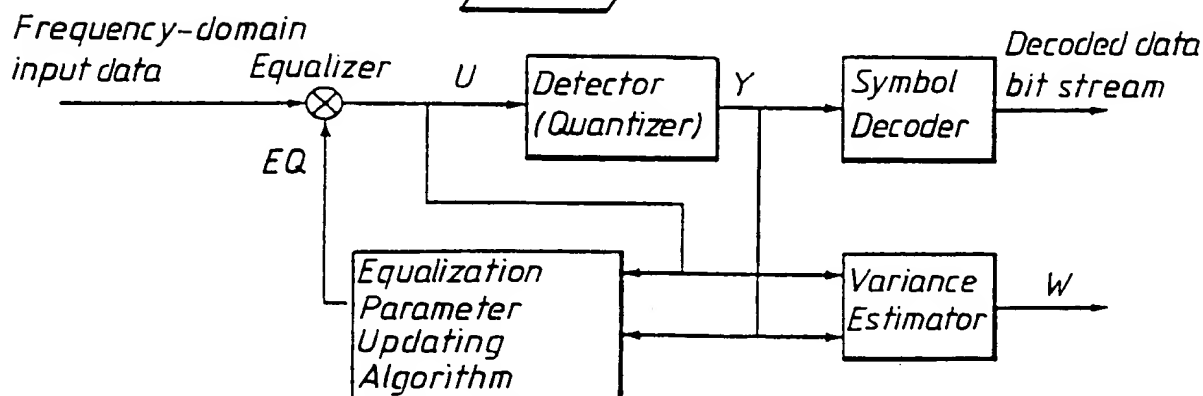 Frequency-domain
input data
Equalizer
U
Detector
(Quantizer)
Y
Symbol
Decoder
Decoded data
bit stream
EQ
Equalization
Parameter
Updating
Algorithm
Variance
Estimator
W